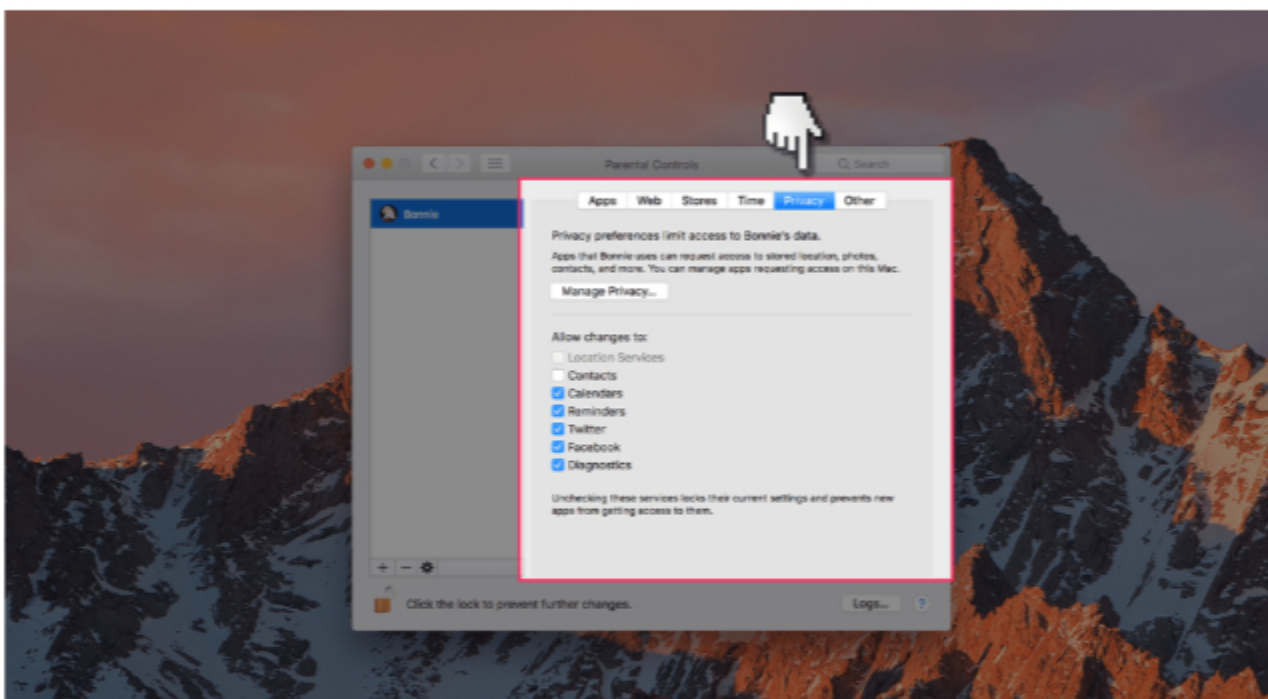 Parental Controls
Search
Bonnie
Apps Web Stores Time Privacy Other
Privacy preferences limit access to Bonnie's data.
Apps that Bonnie uses can request access to stored location, photos,
contacts, and more. You can manage apps requesting access on this Mac.
Manage Privacy...
Allow changes to:
Location Services
Contacts
Calendars
Reminders
Twitter
Facebook
Diagnostics
Unchecking these services locks their current settings and prevents new
apps from getting access to them.
Click the lock to prevent further changes.
Logs... ?